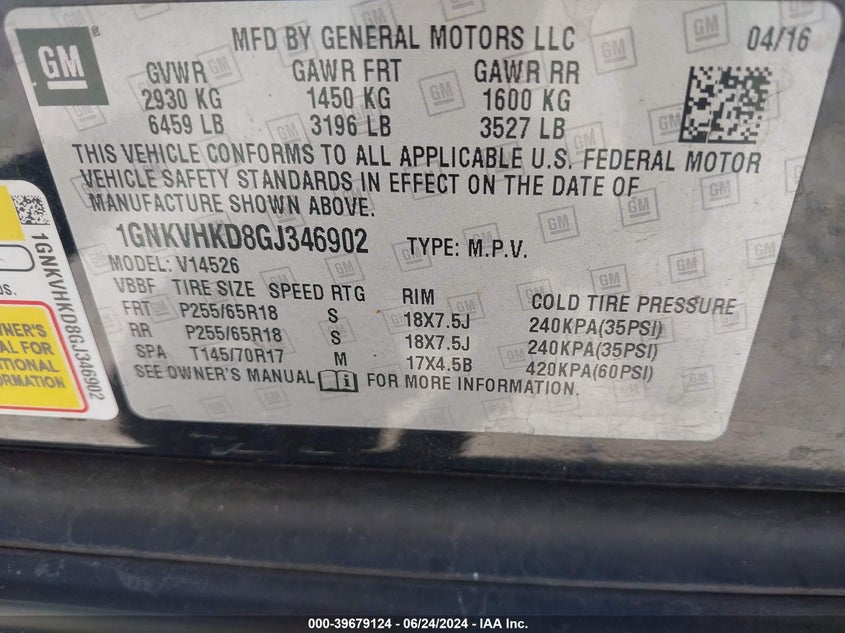 GM ®
MFD BY GENERAL MOTORS LLC 04/16
GVWR GAWR FRT GAWR RR
2930 KG 1450 KG 1600 KG
6459 LB 3196 LB 3527 LB
THIS VEHICLE CONFORMS TO ALL APPLICABLE U.S. FEDERAL MOTOR
VEHICLE SAFETY STANDARDS IN EFFECT ON THE DATE OF
MANUFACTURE SHOWN ABOVE.
1GNKVHKD8GJ346902 TYPE: M.P.V.
MODEL: V14526
VBBF TIRE SIZE SPEED RTG RIM COLD TIRE PRESSURE
FRT P255/65R18 S 18X7.5J 240KPA(35PSI)
RR P255/65R18 S 18X7.5J 240KPA(35PSI)
SPA T145/70R17 M 17X4.5B 420KPA(60PSI)
SEE OWNER'S MANUAL FOR MORE INFORMATION.
1GNKVHKD8GJ346902
OWNER'S
FOR
000-39679124 - 06/24/2024 - IAA Inc.